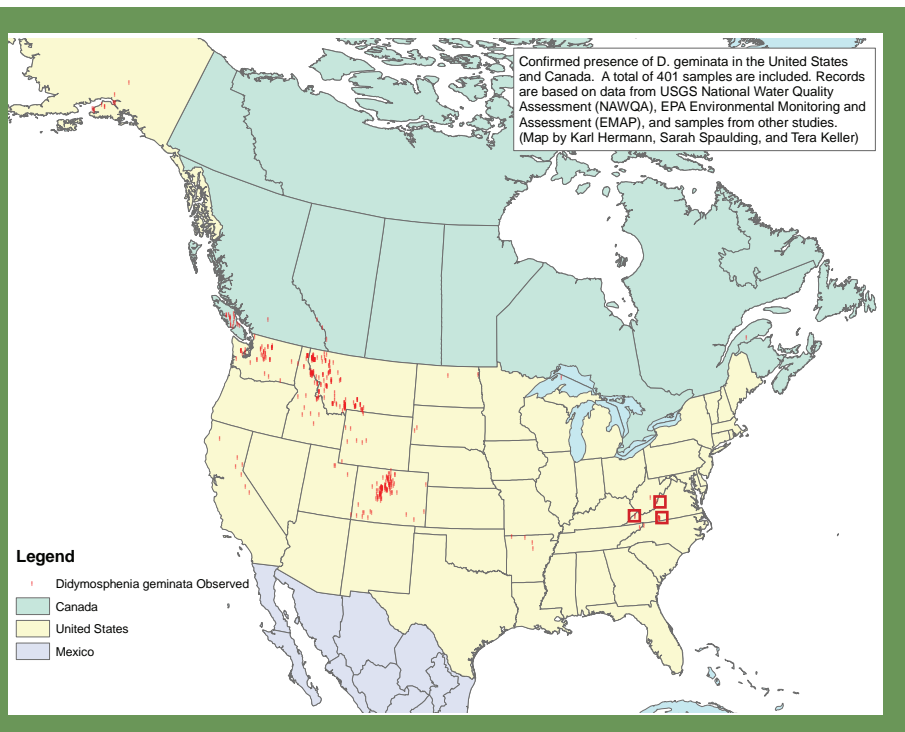 Confirmed presence of D. geminata in the United States
and Canada. A total of 401 samples are included. Records
are based on data from USGS National Water Quality
Assessment (NAWQA), EPA Environmental Monitoring and
Assessment (EMAP), and samples from other studies.
(Map by Karl Hermann, Sarah Spaulding, and Tera Keller)
Legend
Didymosphenia geminata Observed
Canada
United States
Mexico